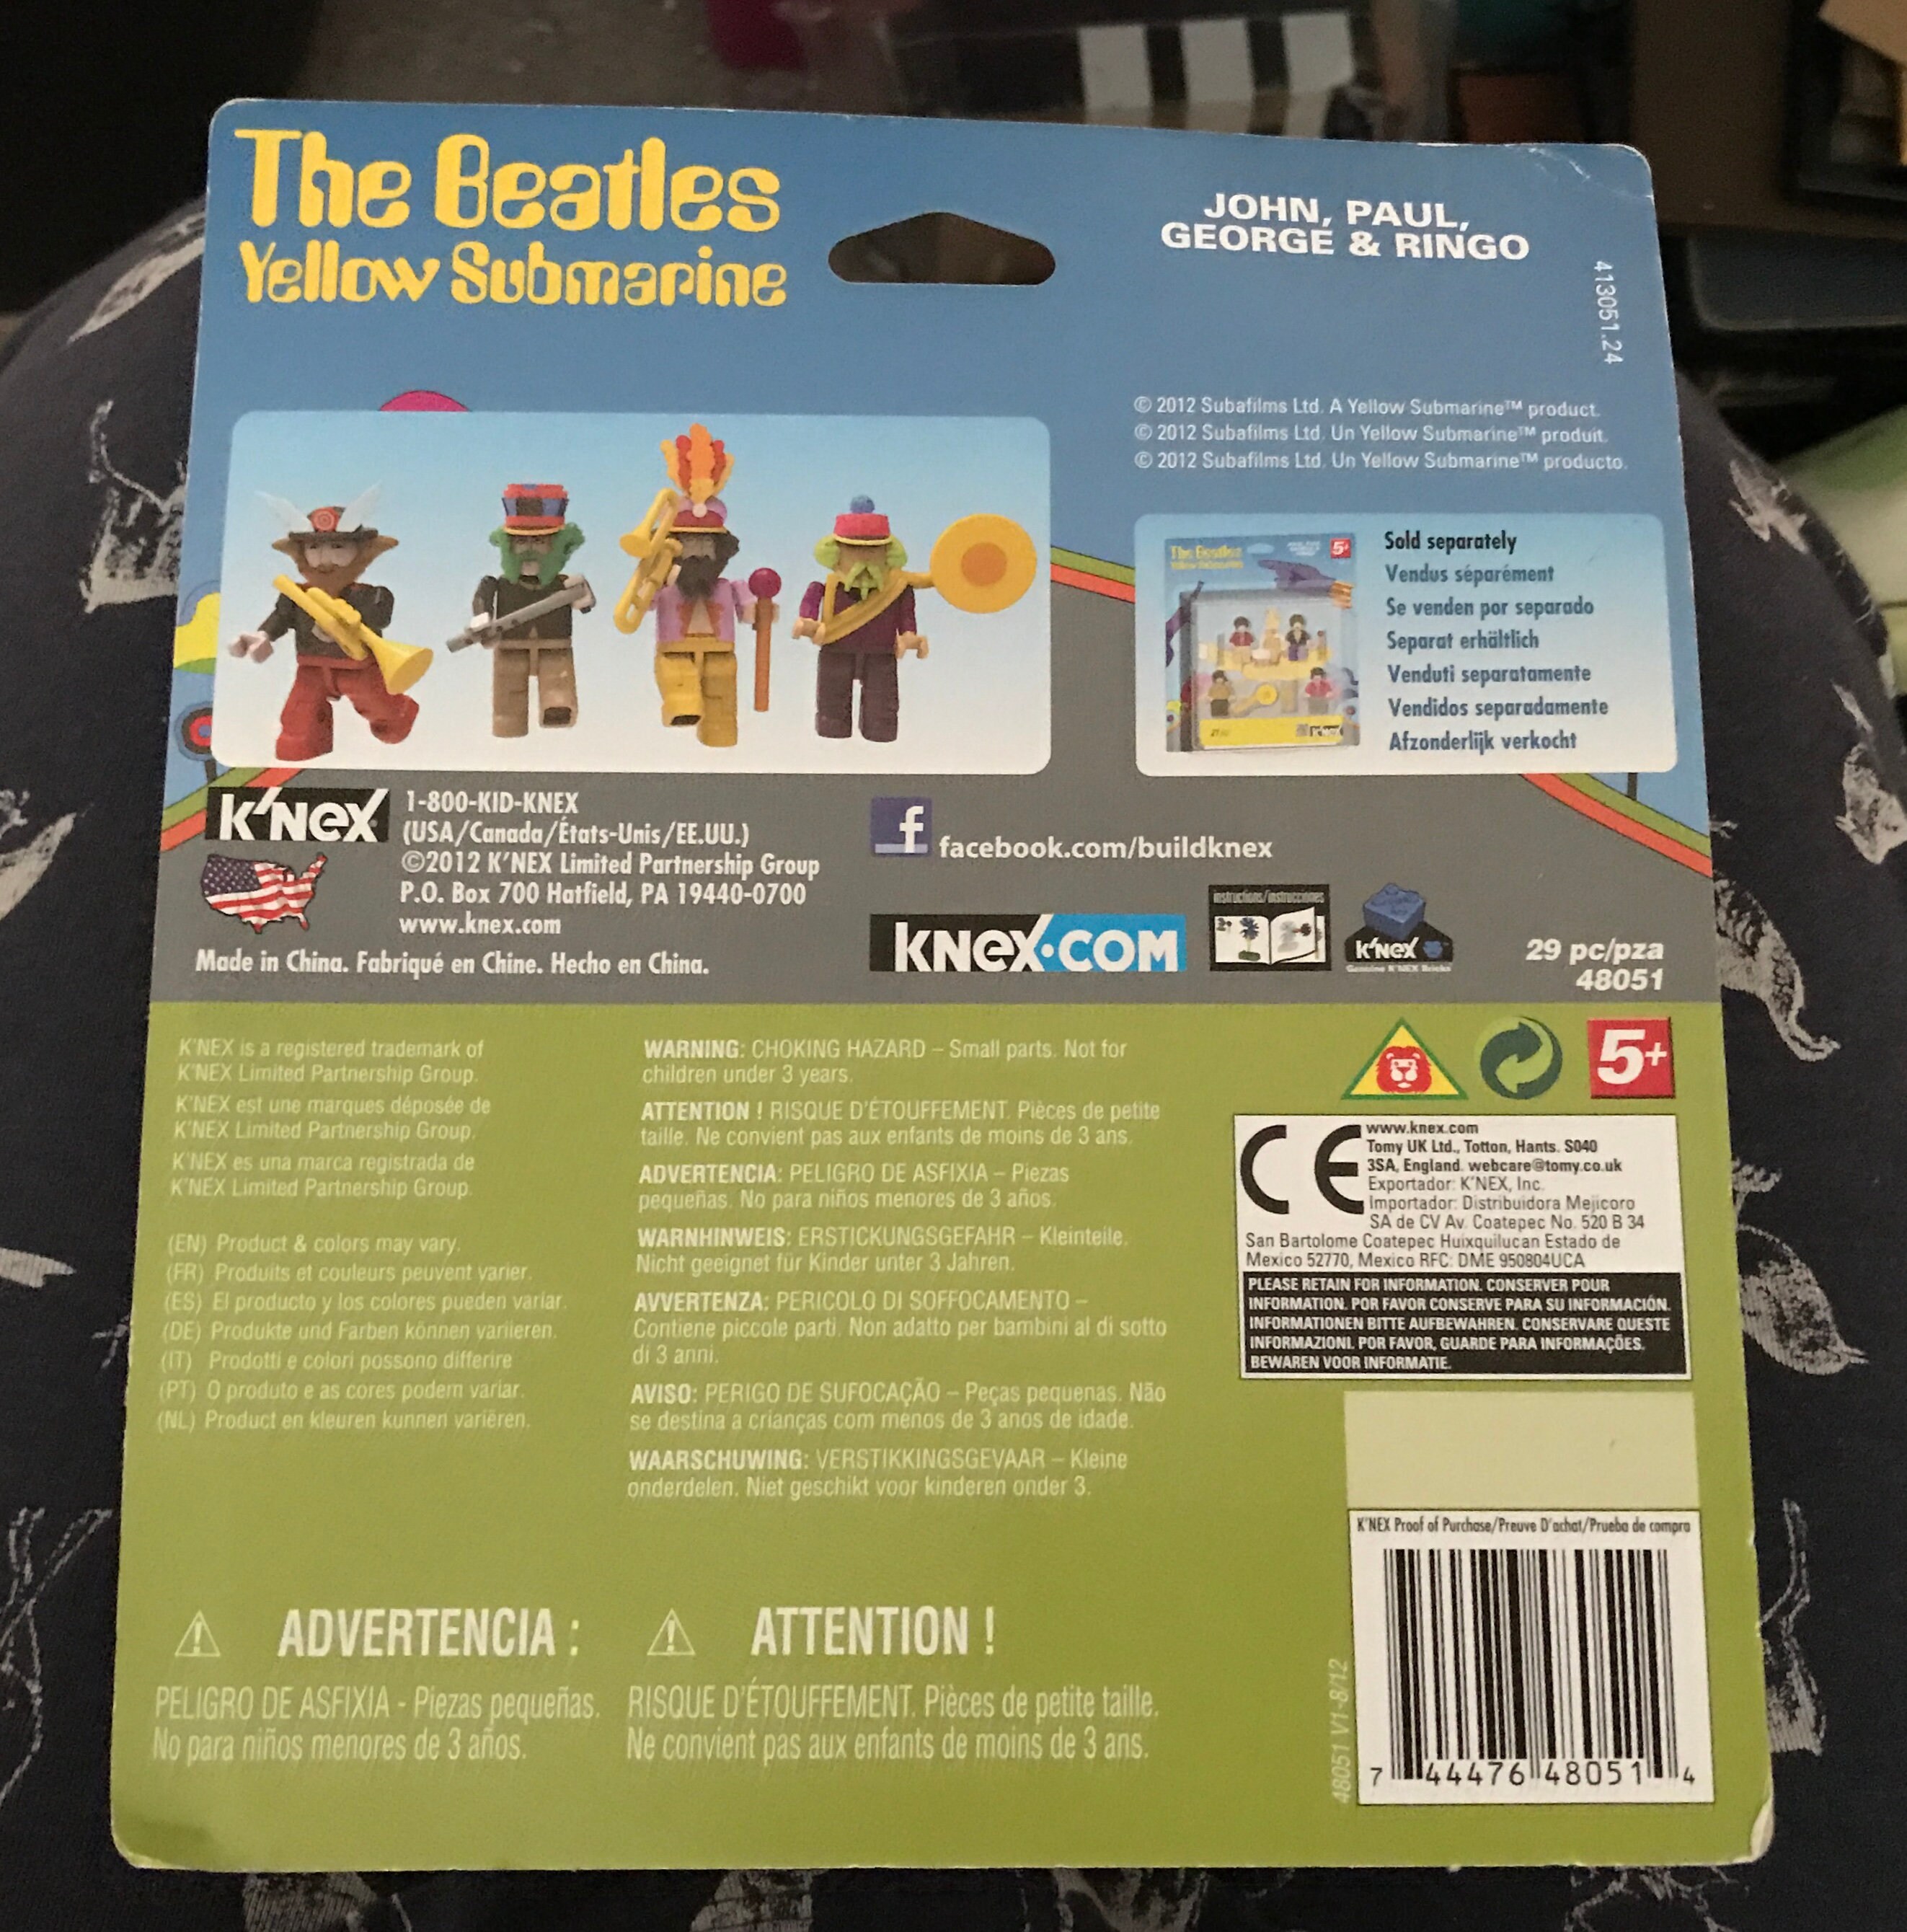 The Beatles
Yellow Submarine
JOHN, PAUL,
GEORGE & RINGO
413051.24
© 2012 Subafilms Ltd. A Yellow Submarine™ product.
© 2012 Subafilms Ltd. Un Yellow Submarine™ produit.
© 2012 Subafilms Ltd. Un Yellow Submarine™ producto.
The Beatles
5+
K'NEX
Sold separately
Vendus séparément
Se venden por separado
Separat erhältlich
Venduti separatamente
Vendidos separadamente
Afzonderlijk verkocht
K'NEX
1-800-KID-KNEX
(USA/Canada/États-Unis/EE.UU.)
©2012 K'NEX Limited Partnership Group
P.O. Box 700 Hatfield, PA 19440-0700
www.knex.com
Made in China. Fabriqué en Chine. Hecho en China.
f facebook.com/buildknex
KNEX.COM
instructions/instrucciones
K'NEX
Genuine K'NEX Bricks
29 pc/pza
48051
K'NEX is a registered trademark of
K'NEX Limited Partnership Group.
K'NEX est une marques déposée de
K'NEX Limited Partnership Group.
K'NEX es una marca registrada de
K'NEX Limited Partnership Group.
(EN) Product & colors may vary.
(FR) Produits et couleurs peuvent varier.
(ES) El producto y los colores pueden variar.
(DE) Produkte und Farben können variieren.
(IT) Prodotti e colori possono differire
(PT) O produto e as cores podem variar.
(NL) Product en kleuren kunnen variëren.
WARNING: CHOKING HAZARD – Small parts. Not for
children under 3 years.
ATTENTION ! RISQUE D'ÉTOUFFEMENT. Pièces de petite
taille. Ne convient pas aux enfants de moins de 3 ans.
ADVERTENCIA: PELIGRO DE ASFIXIA – Piezas
pequeñas. No para niños menores de 3 años.
WARNHINWEIS: ERSTICKUNGSGEFAHR – Kleinteile.
Nicht geeignet für Kinder unter 3 Jahren.
AVVERTENZA: PERICOLO DI SOFFOCAMENTO –
Contiene piccole parti. Non adatto per bambini al di sotto
di 3 anni.
AVISO: PERIGO DE SUFOCAÇÃO – Peças pequenas. Não
se destina a crianças com menos de 3 anos de idade.
WAARSCHUWING: VERSTIKKINGSGEVAAR – Kleine
onderdelen. Niet geschikt voor kinderen onder 3.
5+
CE
www.knex.com
Tomy UK Ltd., Totton, Hants. SO40
3SA, England. webcare@tomy.co.uk
Exportador: K'NEX, Inc.
Importador: Distribuidora Mejicoro
SA de CV Av. Coatepec No. 520 B 34
San Bartolome Coatepec Huixquilucan Estado de
Mexico 52770, Mexico RFC: DME 950804UCA
PLEASE RETAIN FOR INFORMATION. CONSERVER POUR
INFORMATION. POR FAVOR CONSERVE PARA SU INFORMACIÓN.
INFORMATIONEN BITTE AUFBEWAHREN. CONSERVARE QUESTE
INFORMAZIONI. POR FAVOR, GUARDE PARA INFORMAÇÕES.
BEWAREN VOOR INFORMATIE.
K'NEX Proof of Purchase/Preuve D'achat/Prueba de compra
7 44476 48051 4
48051 V1-8/12
ADVERTENCIA :
PELIGRO DE ASFIXIA - Piezas pequeñas.
No para niños menores de 3 años.
ATTENTION !
RISQUE D'ÉTOUFFEMENT. Pièces de petite taille.
Ne convient pas aux enfants de moins de 3 ans.